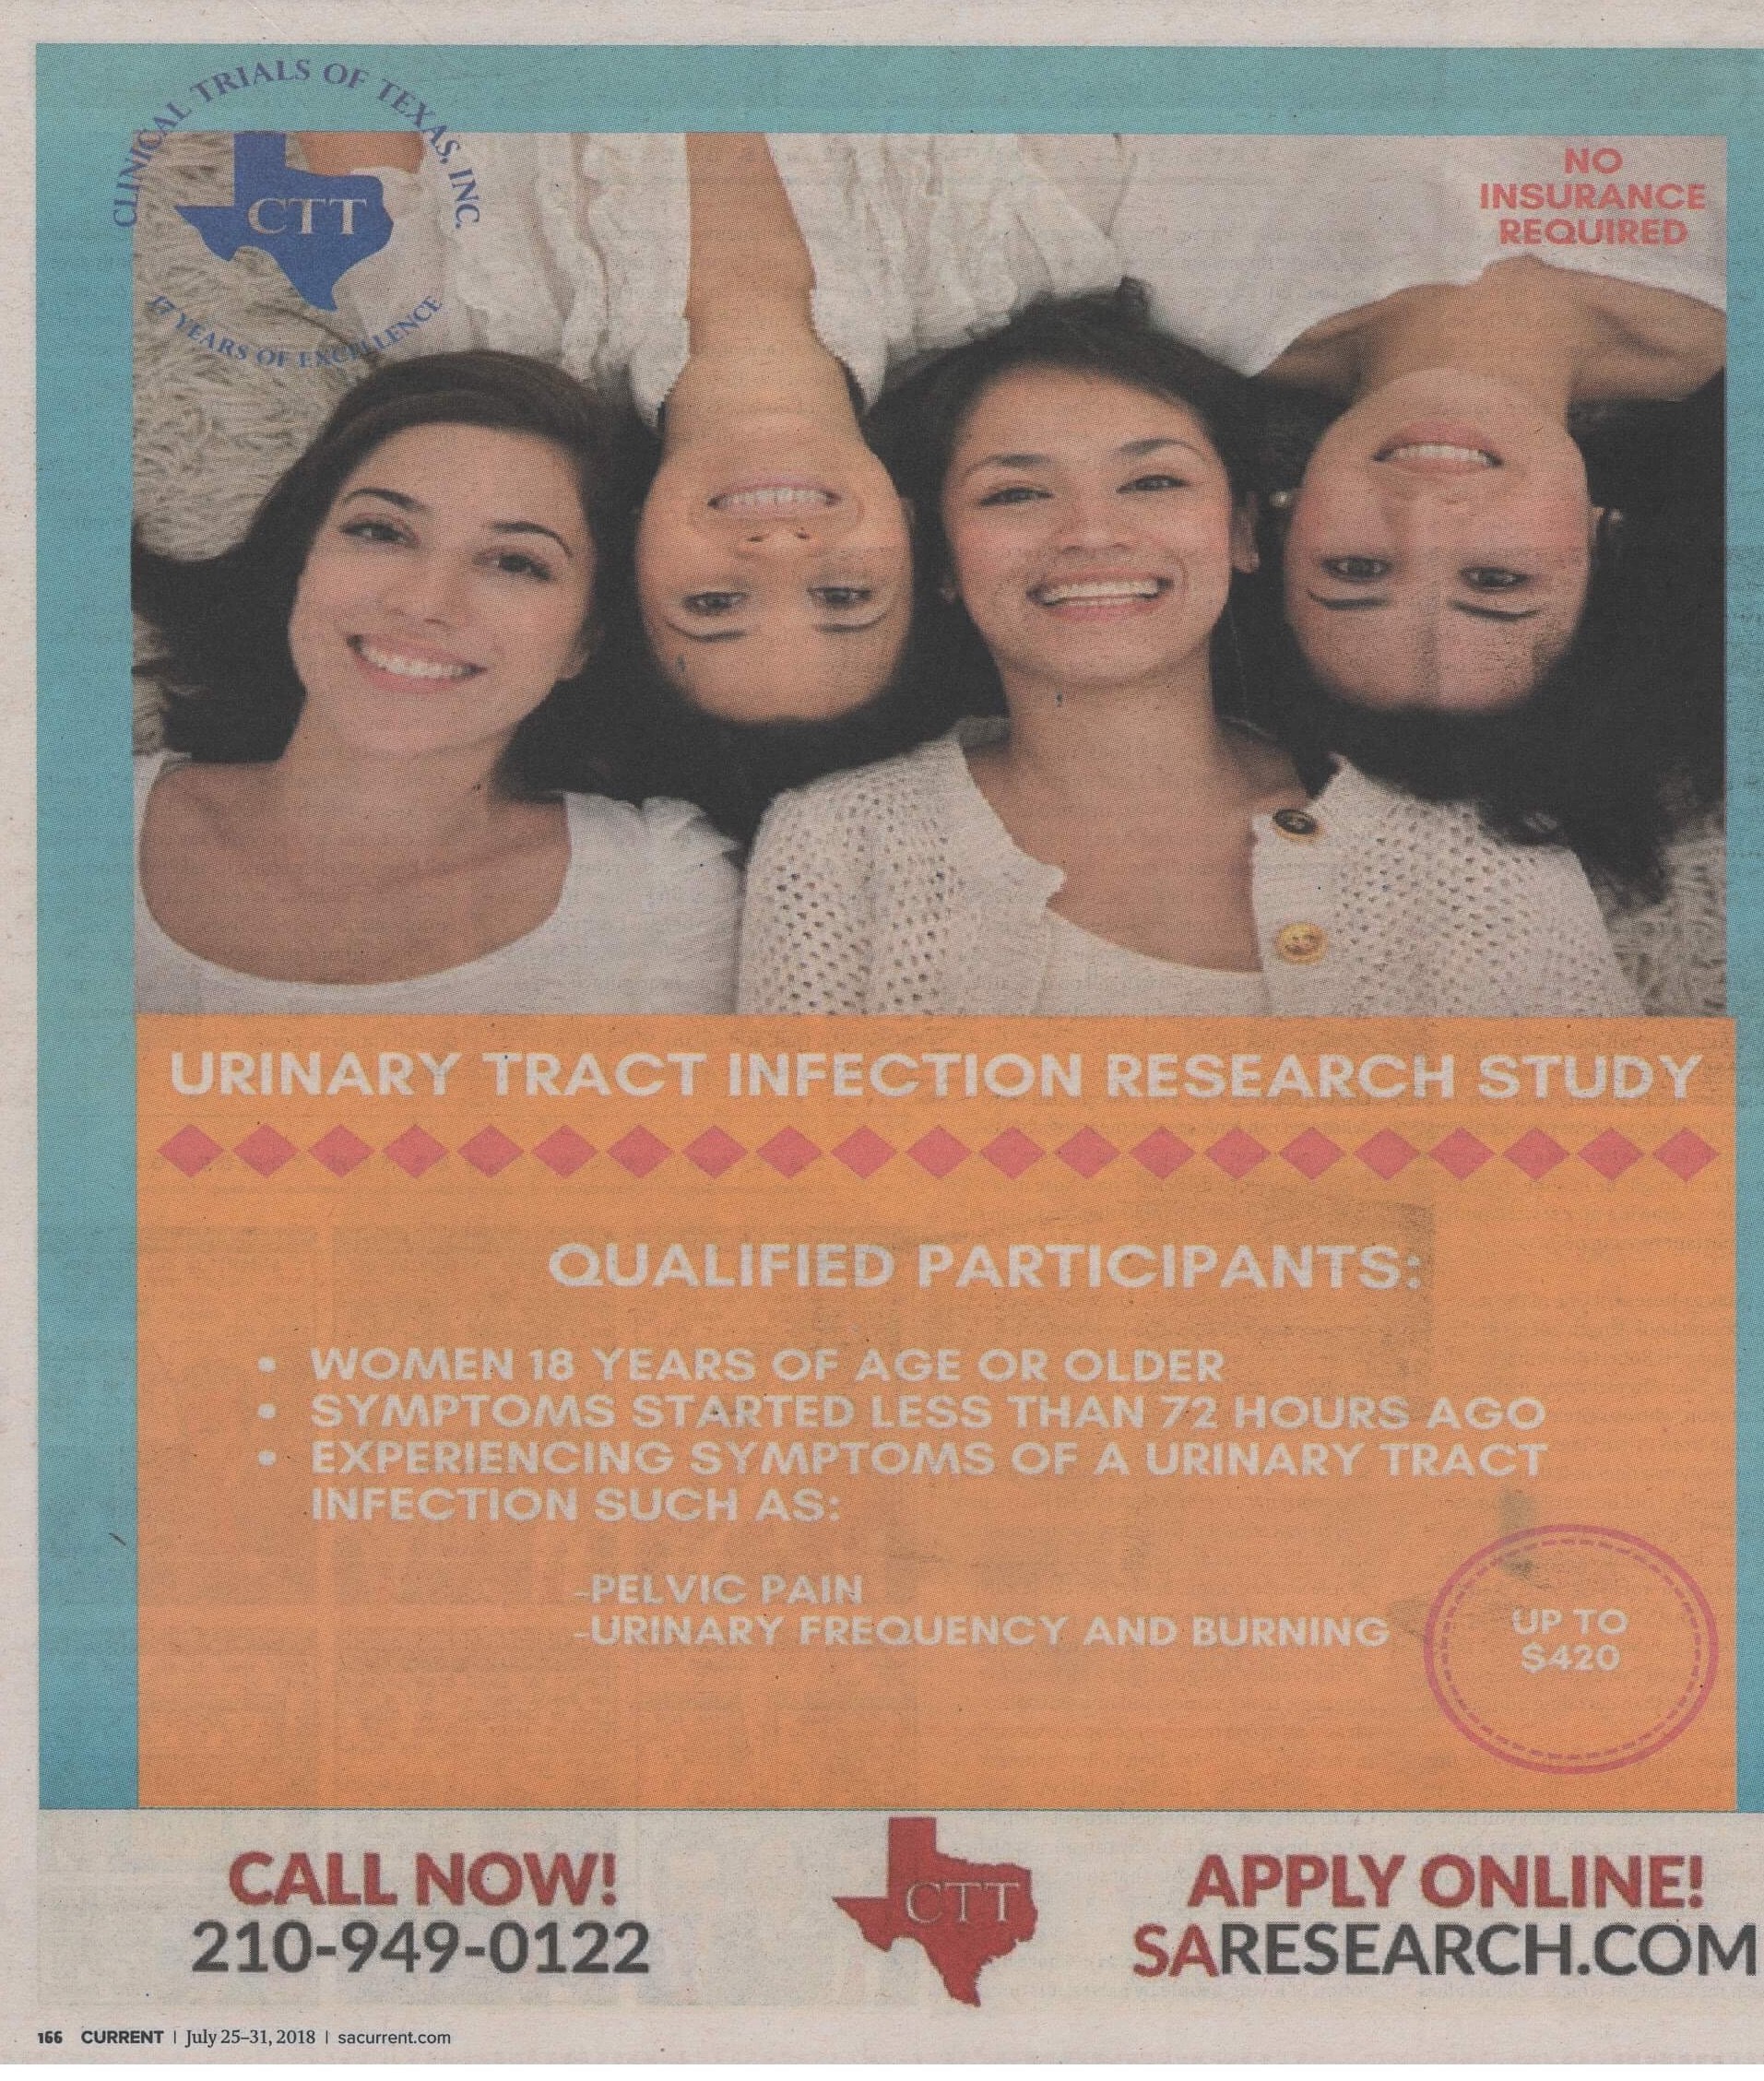 CLINICAL TRIALS OF TEXAS, INC.
CTT
17 YEARS OF EXCELLENCE
NO
INSURANCE
REQUIRED
URINARY TRACT INFECTION RESEARCH STUDY
QUALIFIED PARTICIPANTS:
• WOMEN 18 YEARS OF AGE OR OLDER
• SYMPTOMS STARTED LESS THAN 72 HOURS AGO
• EXPERIENCING SYMPTOMS OF A URINARY TRACT
INFECTION SUCH AS:
-PELVIC PAIN
-URINARY FREQUENCY AND BURNING
UP TO
$420
CALL NOW!
210-949-0122
CTT
APPLY ONLINE!
SARESEARCH.COM
166 CURRENT | July 25–31, 2018 | sacurrent.com